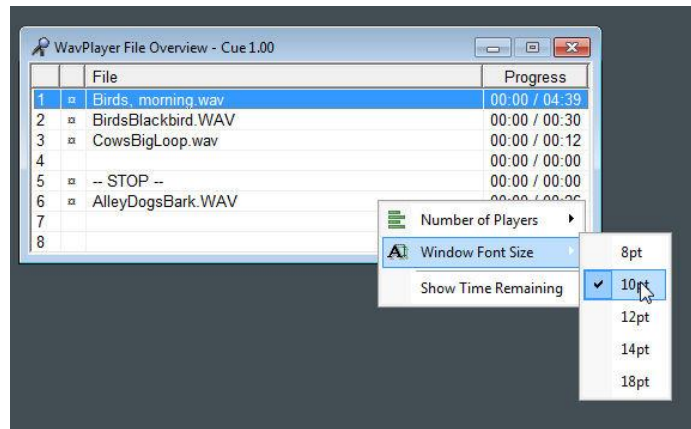 WavPlayer File Overview - Cue 1.00
File Progress
1 ¤ Birds, morning.wav 00:00 / 04:39
2 ¤ BirdsBlackbird.WAV 00:00 / 00:30
3 ¤ CowsBigLoop.wav 00:00 / 00:12
4 00:00 / 00:00
5 ¤ -- STOP -- 00:00 / 00:00
6 ¤ AlleyDogsBark.WAV
7
8
Number of Players
Window Font Size
Show Time Remaining
8pt
10pt
12pt
14pt
18pt